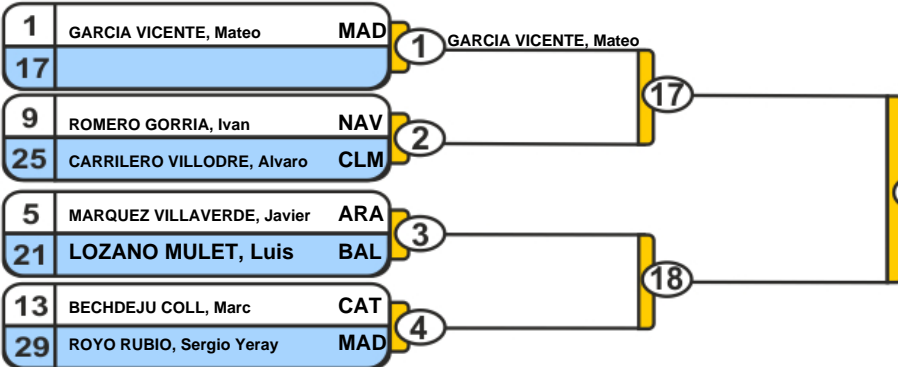 1 GARCIA VICENTE, Mateo MAD
17
1 GARCIA VICENTE, Mateo
17
9 ROMERO GORRIA, Ivan NAV
25 CARRILERO VILLODRE, Alvaro CLM
2
5 MARQUEZ VILLAVERDE, Javier ARA
21 LOZANO MULET, Luis BAL
3
18
13 BECHDEJU COLL, Marc CAT
29 ROYO RUBIO, Sergio Yeray MAD
4